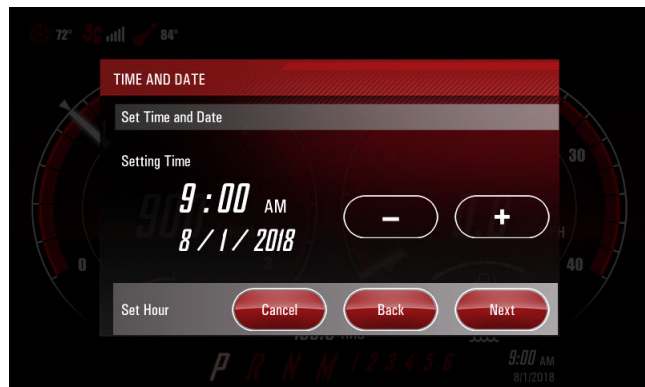 72° 84°
TIME AND DATE
Set Time and Date
Setting Time
9:00 AM
8/1/2018
− +
30
0
40
Set Hour Cancel Back Next
P R N M 1 2 3 4 5 6
9:00 AM
8/1/2018